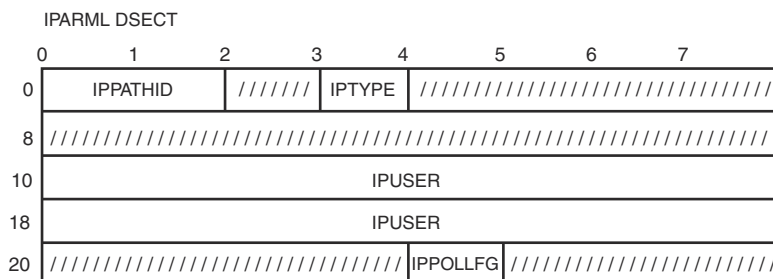 IPARML DSECT
0 1 2 3 4 5 6 7
0 IPPATHID /////// IPTYPE /////////////////////////////////
8 ///////////////////////////////////////////////////////////////////
10 IPUSER
18 IPUSER
20 ///////////////////////////////// IPPOLLFG /////////////////////////